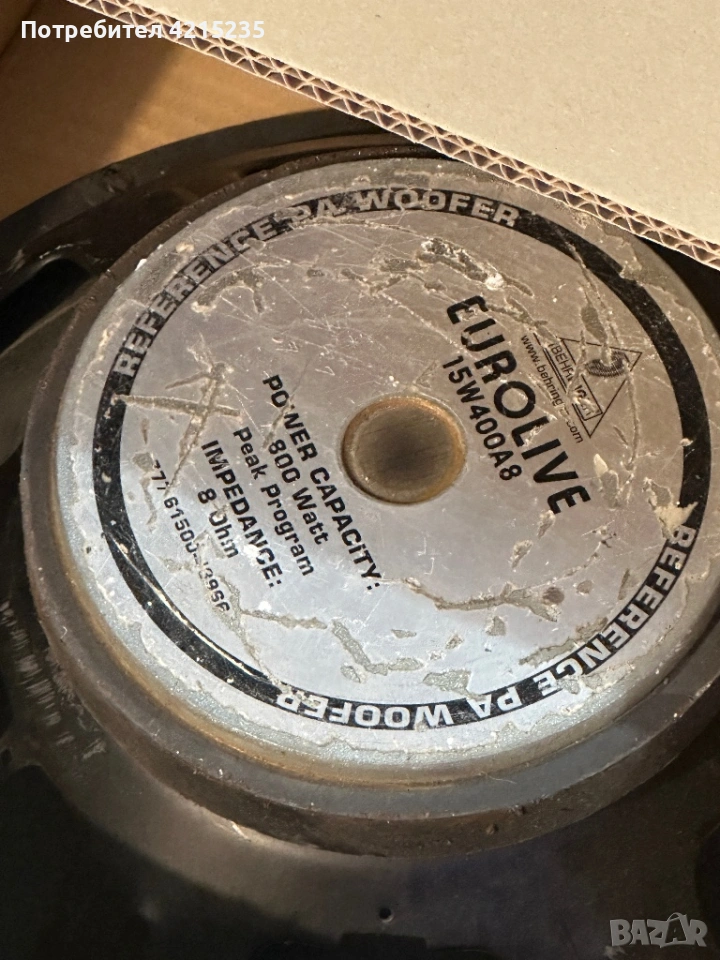 Потребител 4215235
REFERENCE PA WOOFER
EUROLIVE
15W400A8
POWER CAPACITY:
800 Watt
Peak Program
IMPEDANCE:
8 Ohm
REFERENCE PA WOOFER
BAZAR